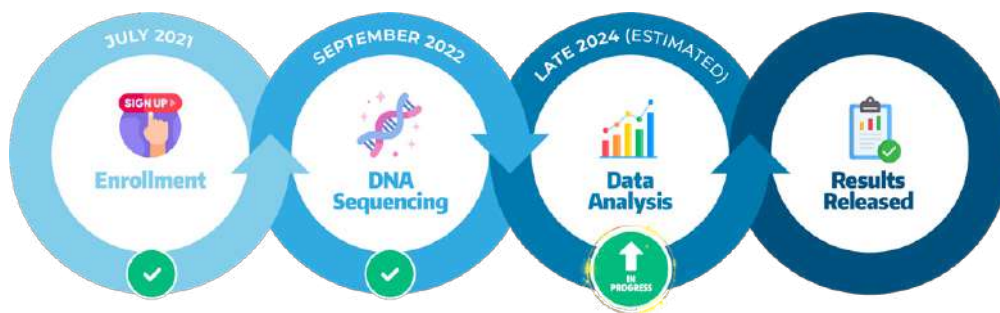 JULY 2021
SIGN UP
Enrollment
SEPTEMBER 2022
DNA
Sequencing
LATE 2024 (ESTIMATED)
Data
Analysis
IN
PROGRESS
Results
Released